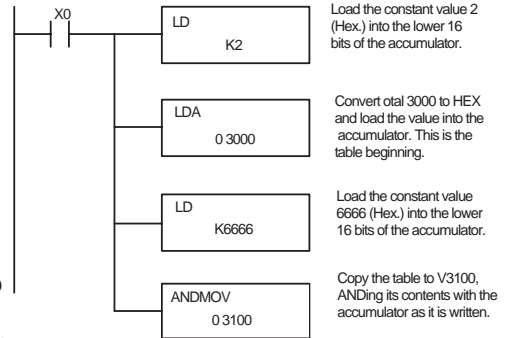 X0
LD
K2
Load the constant value 2
(Hex.) into the lower 16
bits of the accumulator.
LDA
0 3000
Convert otal 3000 to HEX
and load the value into the
accumulator. This is the
table beginning.
LD
K6666
Load the constant value
6666 (Hex.) into the lower
16 bits of the accumulator.
ANDMOV
0 3100
Copy the table to V3100,
ANDing its contents with the
accumulator as it is written.